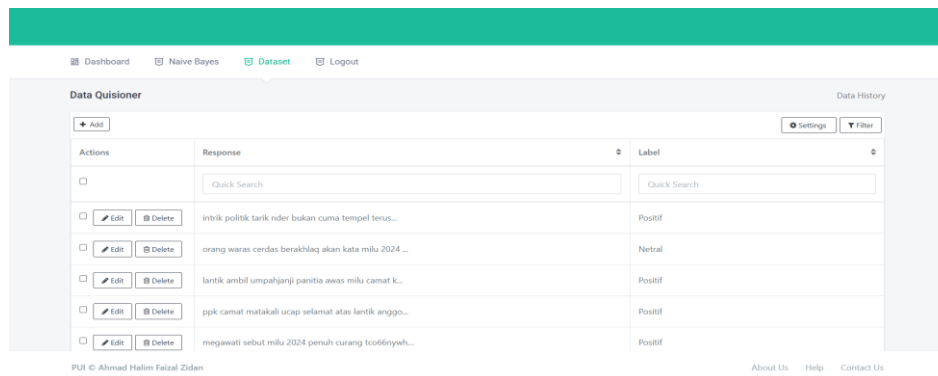 Dashboard Naive Bayes Dataset Logout
Data Quisioner Data History
+ Add Settings Filter
Actions Response Label
Quick Search Quick Search
Edit Delete intrik politik tarik nder bukan cuma tempel terus... Positif
Edit Delete orang waras cerdas berakhlaq akan kata milu 2024 ... Netral
Edit Delete lantik ambil umpahjanji panitia awas milu camat k... Positif
Edit Delete ppk camat matakali ucap selamat atas lantik anggo... Positif
Edit Delete megawati sebut milu 2024 penuh curang tco66nywh... Positif
PUI © Ahmad Halim Faizal Zidan About Us Help Contact Us